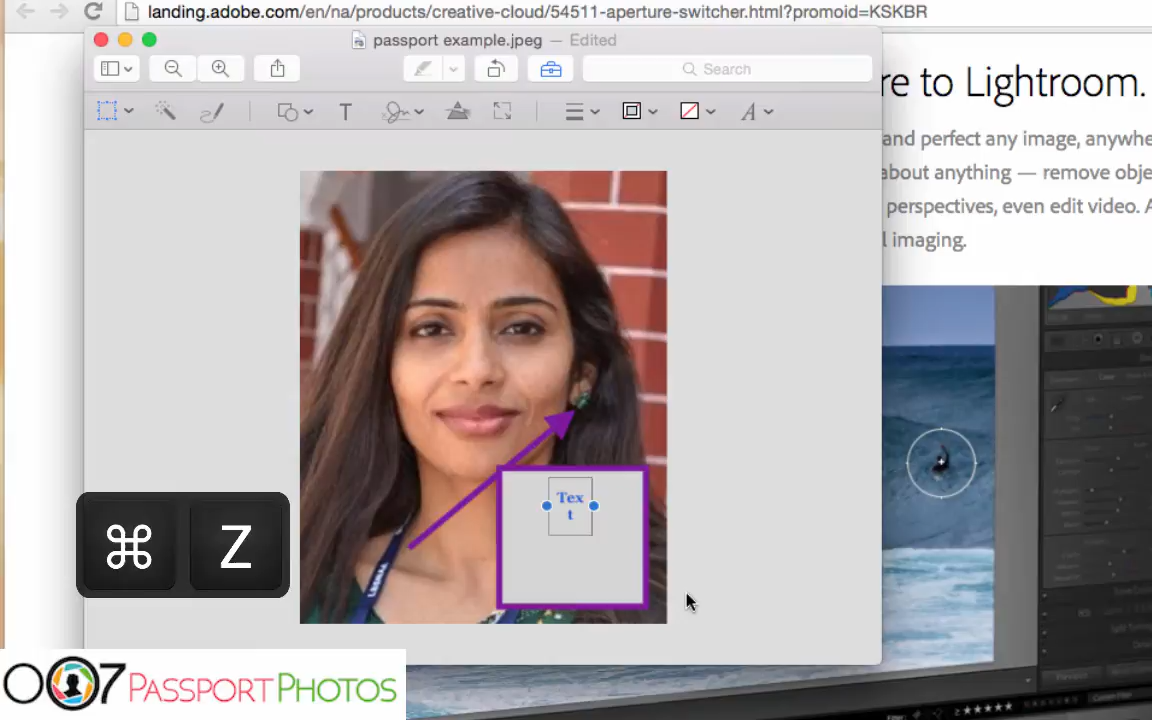 landing.adobe.com/en/na/products/creative-cloud/54511-aperture-switcher.html?promoid=KSKBR
passport example.jpeg — Edited
Search
T
A
re to Lightroom.
and perfect any image, anywhe
about anything — remove obje
perspectives, even edit video. A
l imaging.
Tex
t
⌘ Z
007 PASSPORT PHOTOS